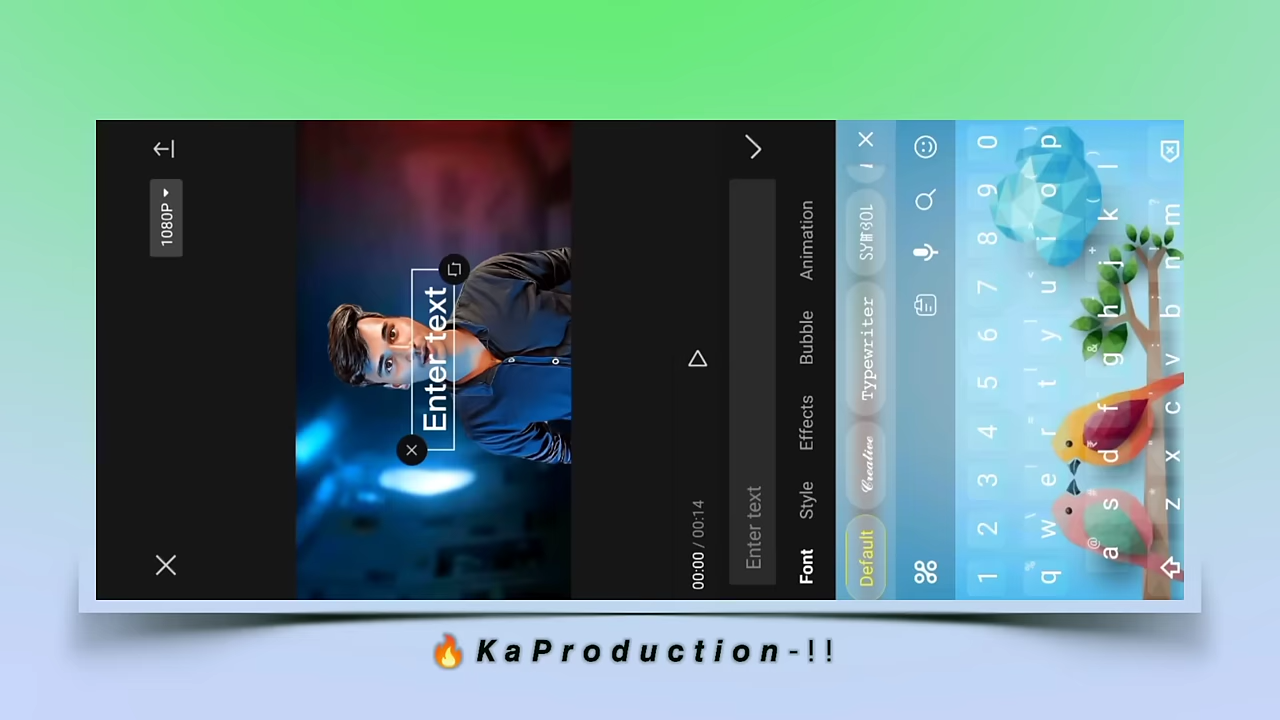 1080P
Enter text
00:00 / 00:14
Enter text
Font Style Effects Bubble Animation
Default Creative Typewriter SYMBOL
1 2 3 4 5 6 7 8 9 0
q w e r t y u i o p
a s d f g h j k l
z x c v b n m
🔥KaProduction-!!